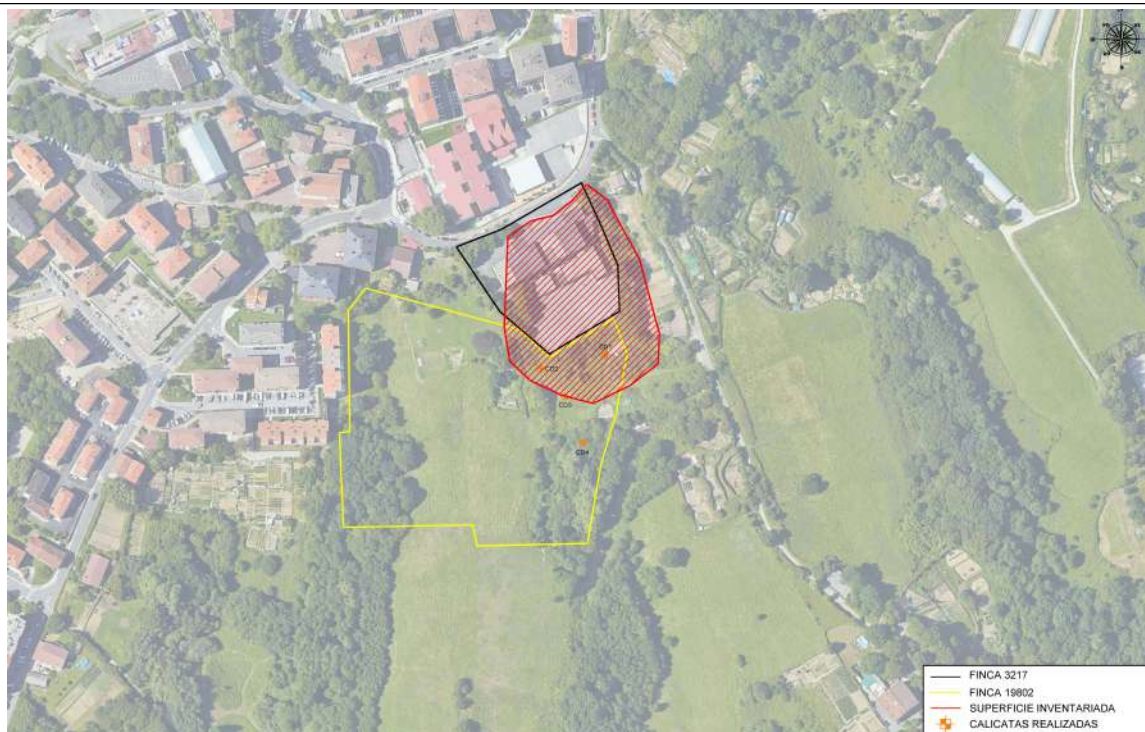 CD1
CD2
CD3
CD4
FINCA 3217
FINCA 19802
SUPERFICIE INVENTARIADA
CALICATAS REALIZADAS